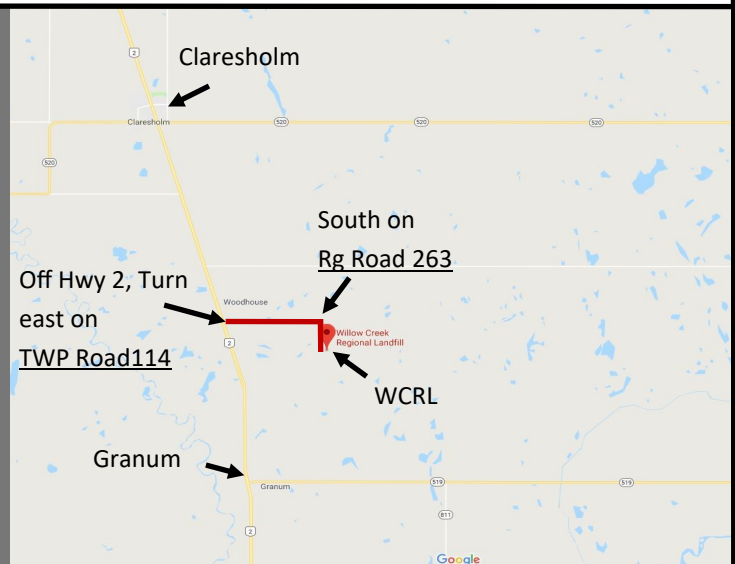 2
Claresholm
Claresholm
520
520
520
520
South on
Rg Road 263
Off Hwy 2, Turn
east on
TWP Road114
Woodhouse
2
Willow Creek
Regional Landfill
WCRL
Granum
Granum
519
519
811
2
Google